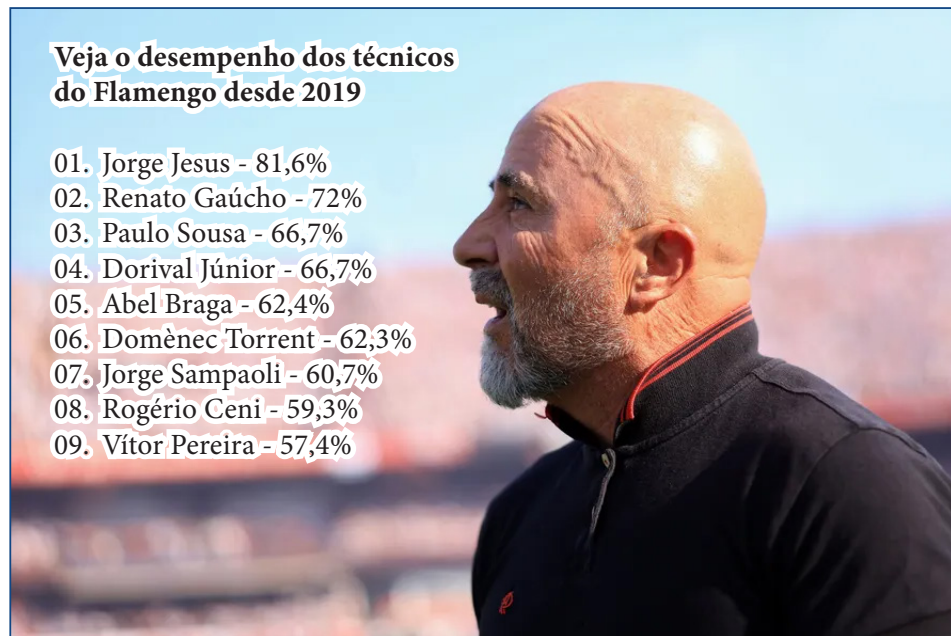 Veja o desempenho dos técnicos
do Flamengo desde 2019
01. Jorge Jesus - 81,6%
02. Renato Gaúcho - 72%
03. Paulo Sousa - 66,7%
04. Dorival Júnior - 66,7%
05. Abel Braga - 62,4%
06. Domènec Torrent - 62,3%
07. Jorge Sampaoli - 60,7%
08. Rogério Ceni - 59,3%
09. Vítor Pereira - 57,4%